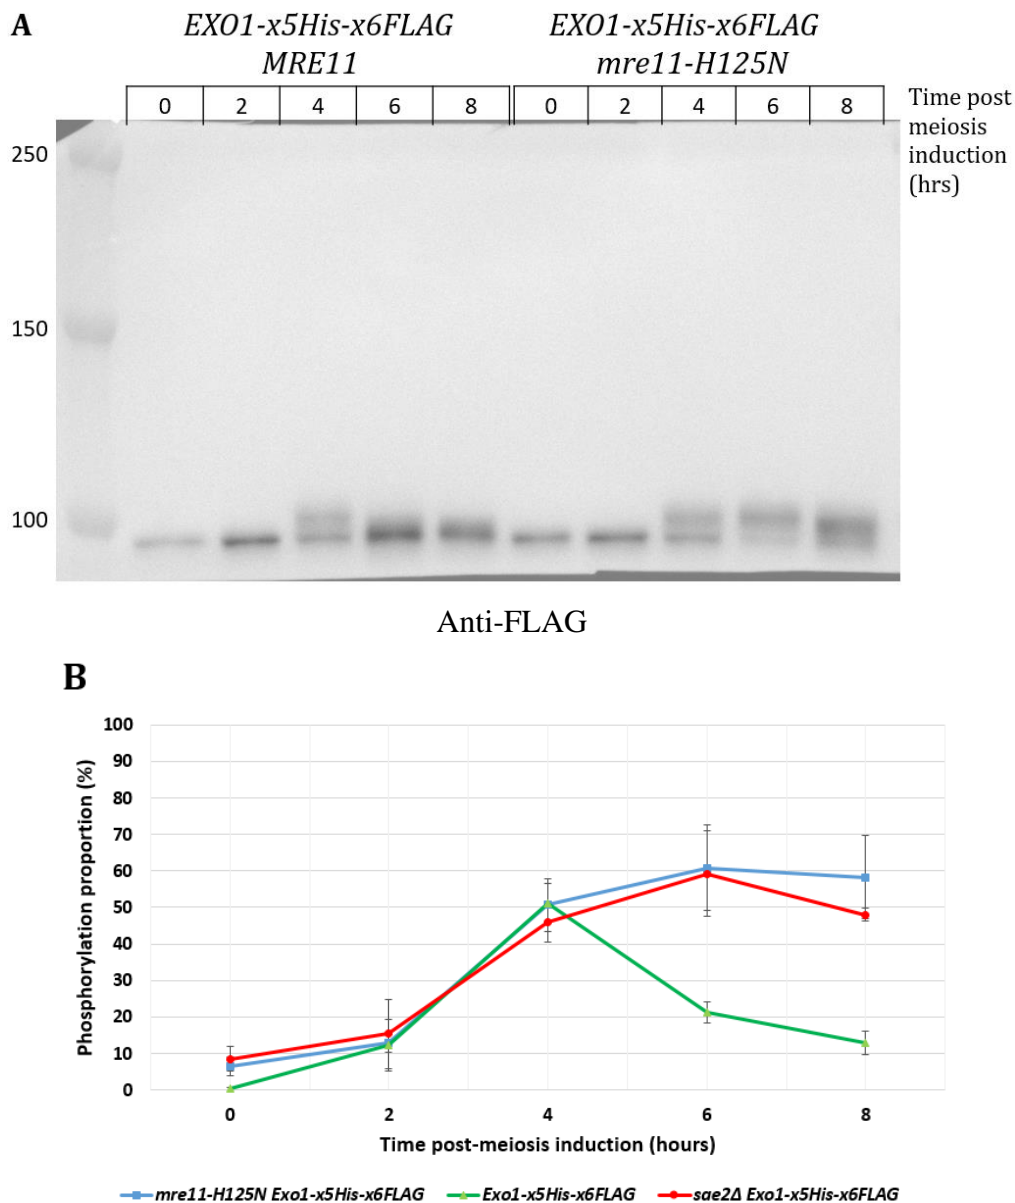 A
EXO1-x5His-x6FLAG
MRE11
EXO1-x5His-x6FLAG
mre11-H125N
0 2 4 6 8 0 2 4 6 8
Time post
meiosis
induction
(hrs)
250
150
100
Anti-FLAG
B
Phosphorylation proportion (%)
100
90
80
70
60
50
40
30
20
10
0
0 2 4 6 8
Time post-meiosis induction (hours)
mre11-H125N Exo1-x5His-x6FLAG Exo1-x5His-x6FLAG sae2Δ Exo1-x5His-x6FLAG